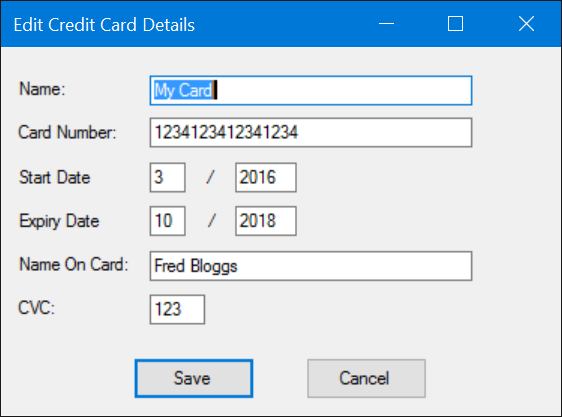 Edit Credit Card Details
Name: My Card
Card Number: 1234123412341234
Start Date 3 / 2016
Expiry Date 10 / 2018
Name On Card: Fred Bloggs
CVC: 123
Save Cancel